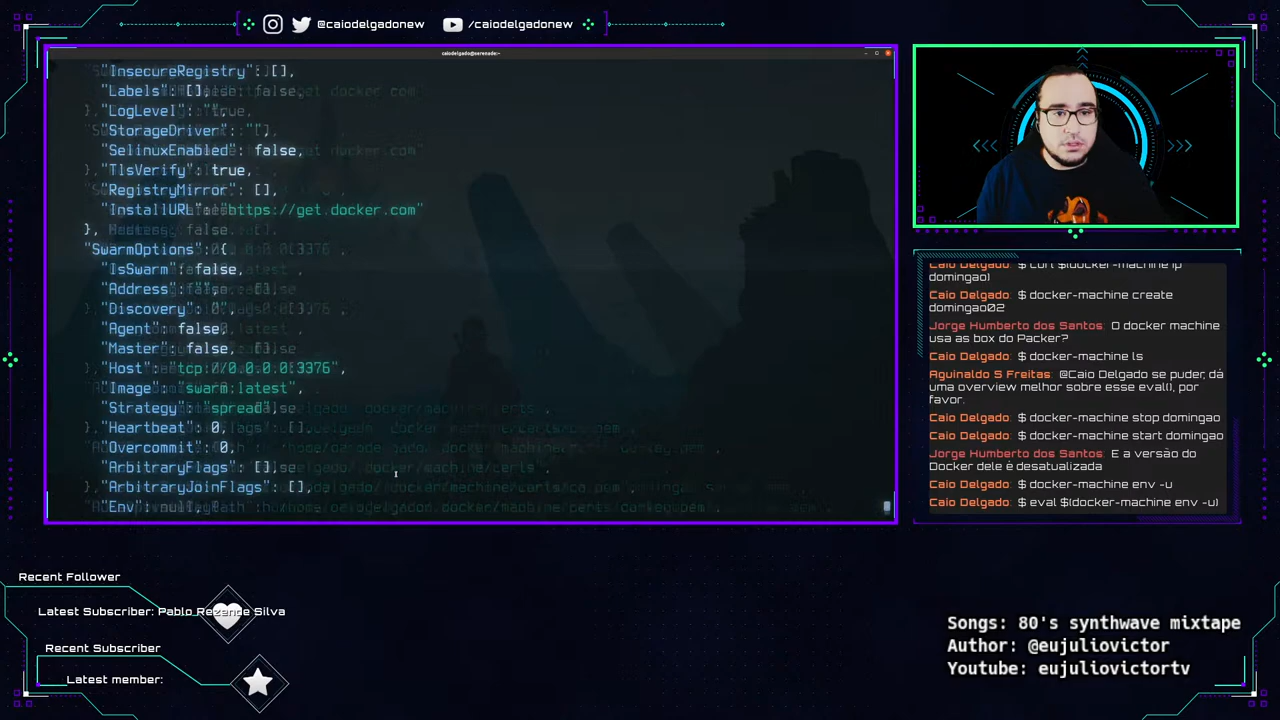 @caiodelgadonew /caiodelgadonew
caiodelgado@serenade:~
"InsecureRegistry": [],
"Labels": [],
"LogLevel": "",
"StorageDriver": "",
"SelinuxEnabled": false,
"TlsVerify": true,
"RegistryMirror": [],
"InstallURL": "https://get.docker.com"
},
"SwarmOptions": {
"IsSwarm": false,
"Address": "",
"Discovery": "",
"Agent": false,
"Master": false,
"Host": "tcp://0.0.0.0:3376",
"Image": "swarm:latest",
"Strategy": "spread",
"Heartbeat": 0,
"Overcommit": 0,
"ArbitraryFlags": [],
"ArbitraryJoinFlags": [],
"Env": null,
domingao)
Caio Delgado: $ docker-machine create
domingao02
Jorge Humberto dos Santos: O docker machine
usa as box do Packer?
Caio Delgado: $ docker-machine ls
Aguinaldo S Freitas: @Caio Delgado se puder, dá
uma overview melhor sobre esse eval(), por
favor.
Caio Delgado: $ docker-machine stop domingao
Caio Delgado: $ docker-machine start domingao
Jorge Humberto dos Santos: E a versão do
Docker dele é desatualizada
Caio Delgado: $ docker-machine env -u
Caio Delgado: $ eval $(docker-machine env -u)
Recent Follower
Latest Subscriber: Pablo Rezende Silva
Recent Subscriber
Latest member:
Songs: 80's synthwave mixtape
Author: @eujuliovictor
Youtube: eujuliovictortv